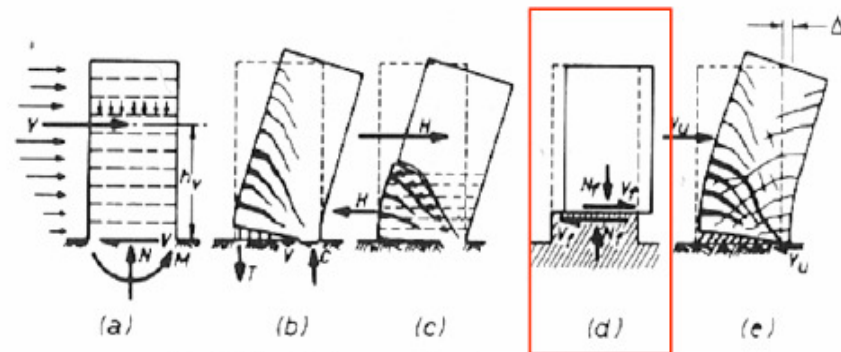 Δ
V
h_v
V
N
M
T
V
C
H
H
N_f
V_f
V_f
N_f
V_u
V_u
(a)
(b)
(c)
(d)
(e)